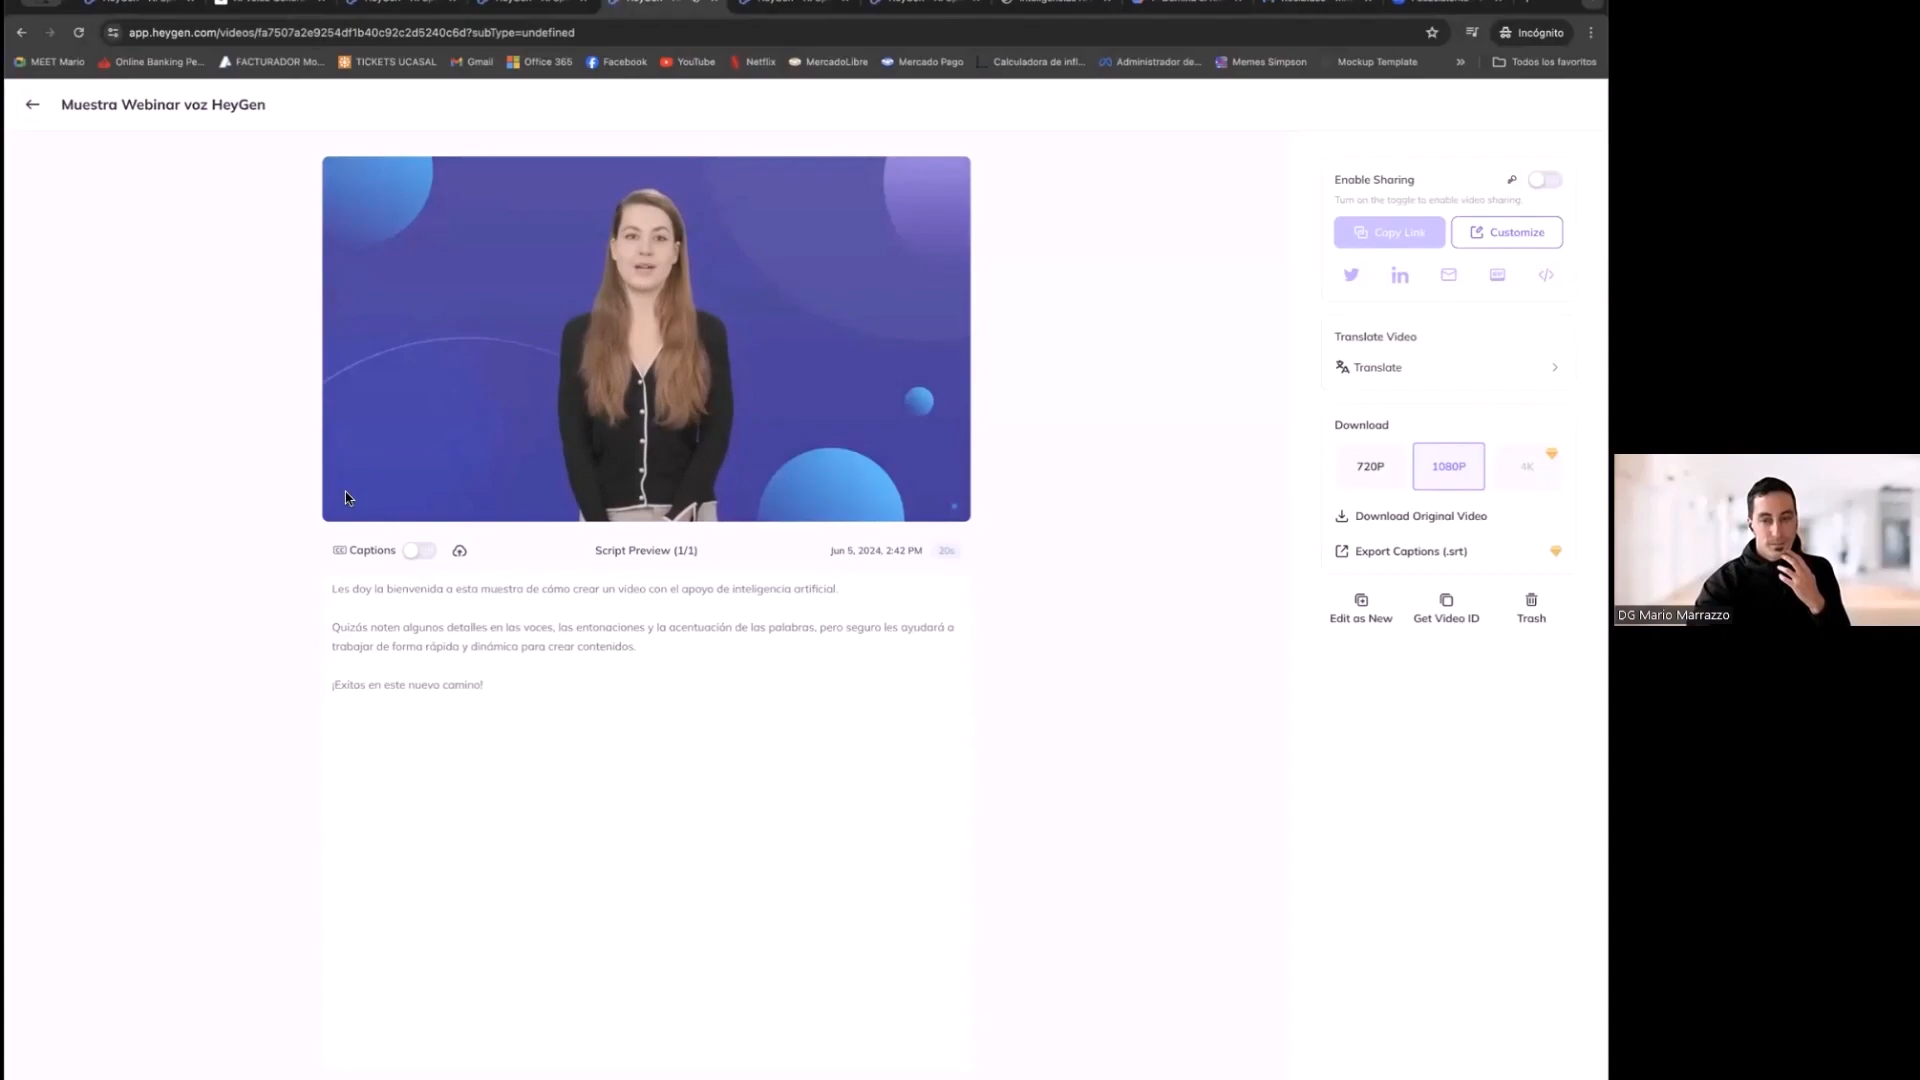 app.heygen.com/videos/fa7507a2e9254df1b40c92c2d5240c6d?subType=undefined
Incógnito
MEET Mario
Online Banking Pe...
FACTURADOR Mo...
TICKETS UCASAL
Gmail
Office 365
Facebook
YouTube
Netflix
MercadoLibre
Mercado Pago
Calculadora de infl...
Administrador de...
Memes Simpson
Mockup Template
»
Todos los favoritos
Muestra Webinar voz HeyGen
Enable Sharing
Turn on the toggle to enable video sharing.
Copy Link
Customize
Translate Video
Translate
Download
720P
1080P
4K
Download Original Video
Export Captions (.srt)
Edit as New
Get Video ID
Trash
Captions
Script Preview (1/1)
Jun 5, 2024, 2:42 PM
20s
Les doy la bienvenida a esta muestra de cómo crear un video con el apoyo de inteligencia artificial.
Quizás noten algunos detalles en las voces, las entonaciones y la acentuación de las palabras, pero seguro les ayudará a
trabajar de forma rápida y dinámica para crear contenidos.
¡Exitos en este nuevo camino!
DG Mario Marrazzo